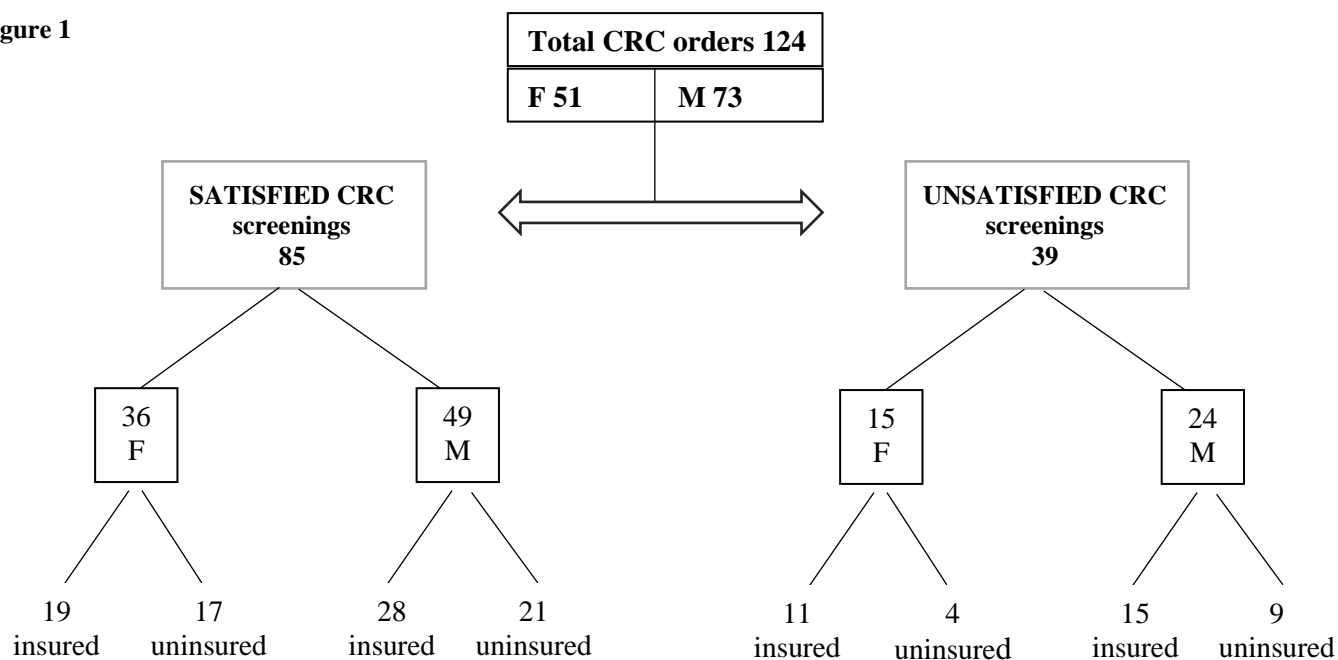 gure 1
Total CRC orders 124
F 51 M 73
SATISFIED CRC
screenings
85
UNSATISFIED CRC
screenings
39
36
F
49
M
15
F
24
M
19
insured
17
uninsured
28
insured
21
uninsured
11
insured
4
uninsured
15
insured
9
uninsured